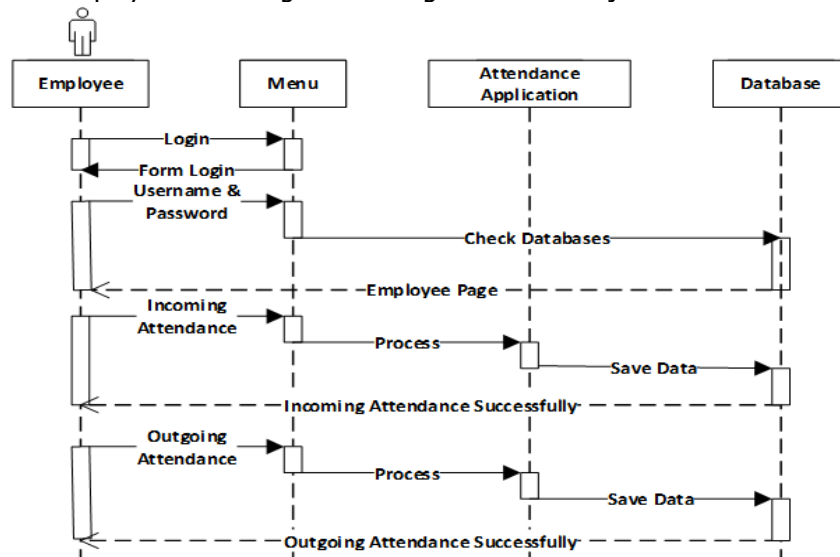 Employee
Menu
Attendance
Application
Database
Login
Form Login
Username &
Password
Check Databases
Employee Page
Incoming
Attendance
Process
Save Data
Incoming Attendance Successfully
Outgoing
Attendance
Process
Save Data
Outgoing Attendance Successfully